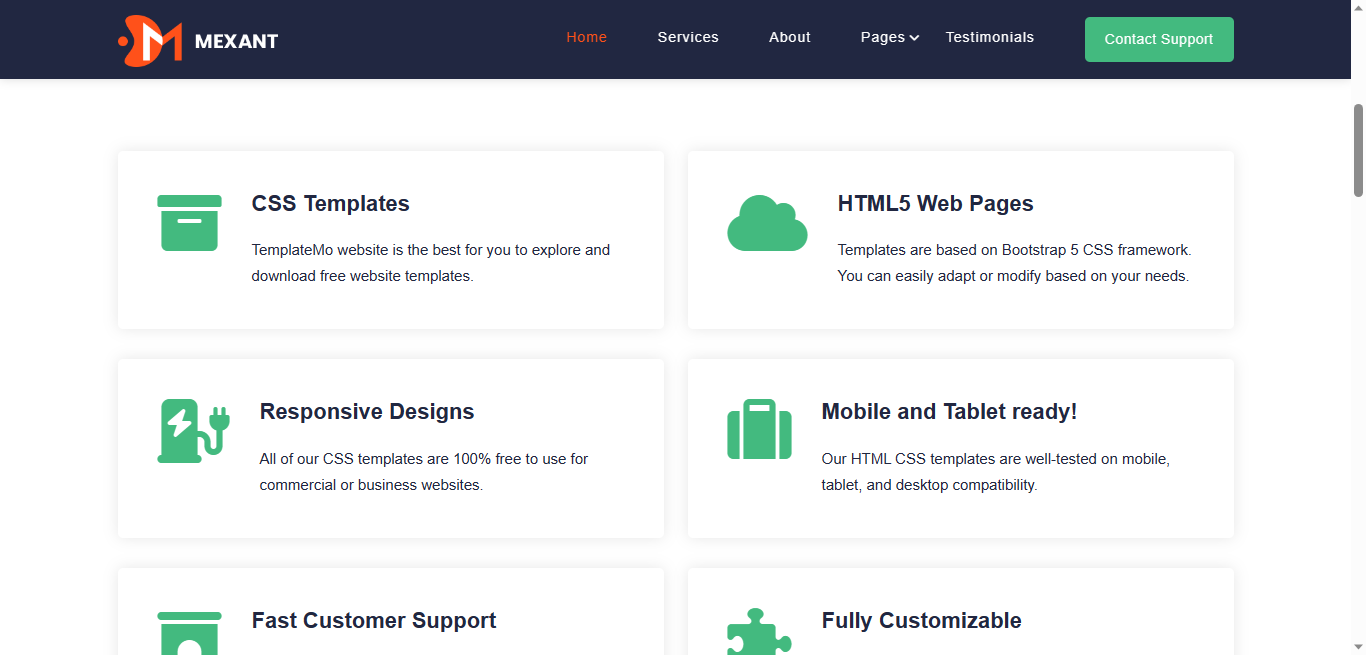 MEXANT
Home Services About Pages Testimonials Contact Support
CSS Templates
TemplateMo website is the best for you to explore and
download free website templates.
HTML5 Web Pages
Templates are based on Bootstrap 5 CSS framework.
You can easily adapt or modify based on your needs.
Responsive Designs
All of our CSS templates are 100% free to use for
commercial or business websites.
Mobile and Tablet ready!
Our HTML CSS templates are well-tested on mobile,
tablet, and desktop compatibility.
Fast Customer Support
Fully Customizable